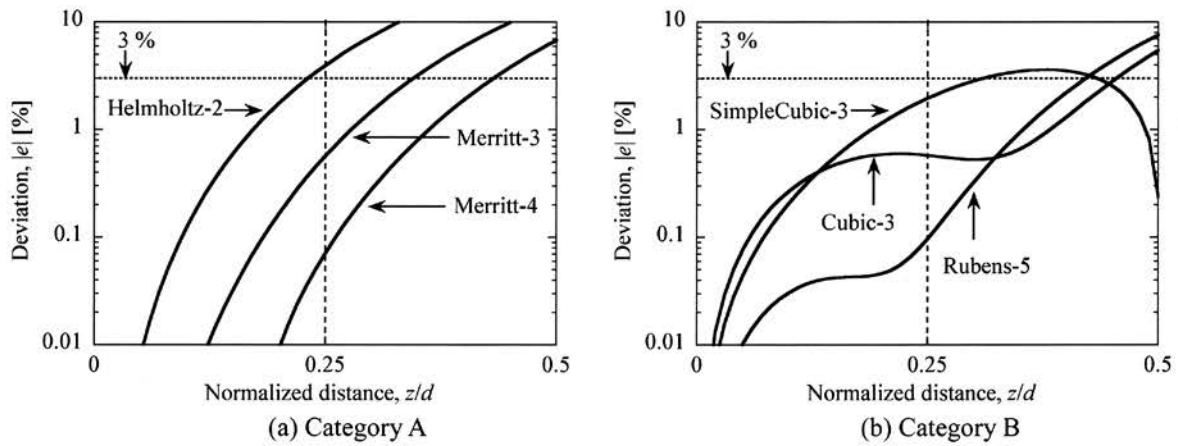 10
3 %
Helmholtz-2
1
Merritt-3
Merritt-4
0.1
0.01
Deviation, |e| [%]
0
0.25
0.5
Normalized distance, z/d
(a) Category A
10
3 %
SimpleCubic-3
1
Cubic-3
Rubens-5
0.1
0.01
Deviation, |e| [%]
0
0.25
0.5
Normalized distance, z/d
(b) Category B